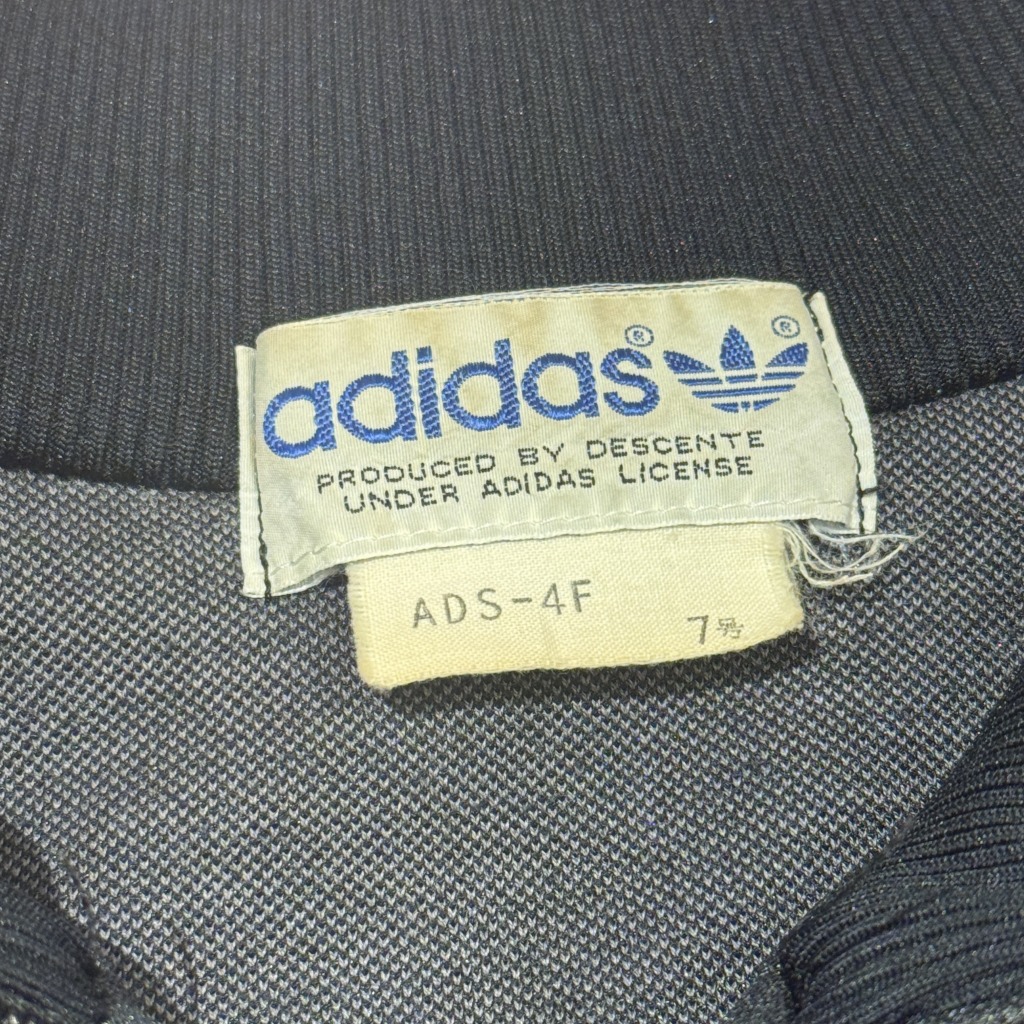 adidas® ®
PRODUCED BY DESCENTE
UNDER ADIDAS LICENSE
ADS-4F
7号